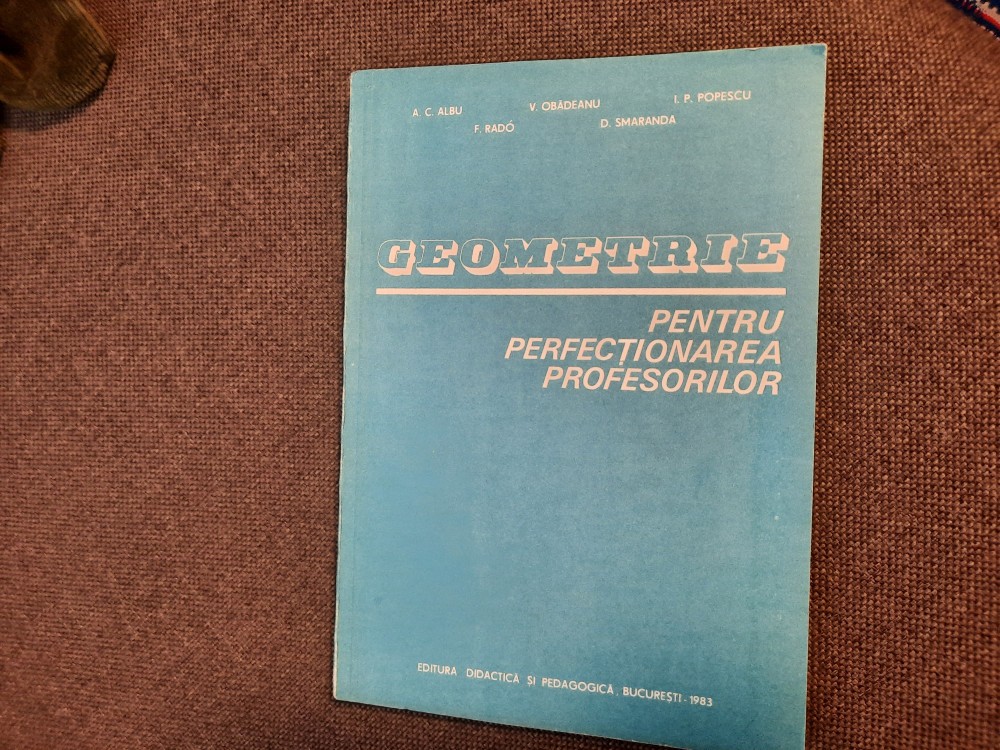 A. C. ALBU V. OBĂDEANU I. P. POPESCU
F. RADÓ D. SMARANDA
GEOMETRIE
PENTRU
PERFECȚIONAREA
PROFESORILOR
EDITURA DIDACTICĂ ȘI PEDAGOGICĂ, BUCUREȘTI - 1983